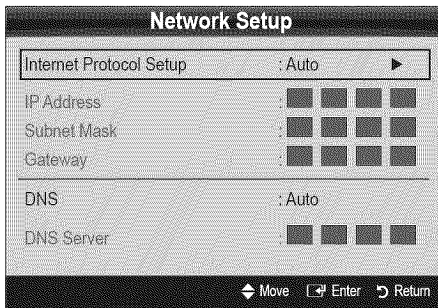 Network Setup
Internet Protocol Setup : Auto ▶
IP Address :
Subnet Mask :
Gateway :
DNS : Auto
DNS Server :
Move Enter Return